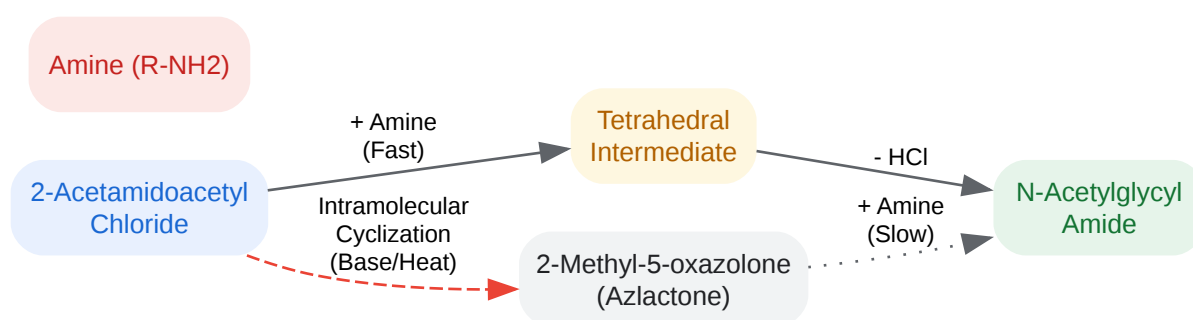 Amine (R-NH2)
2-Acetamidoacetyl
Chloride
+ Amine
(Fast)
Intramolecular
Cyclization
(Base/Heat)
Tetrahedral
Intermediate
2-Methyl-5-oxazolone
(Azlactone)
- HCl
+ Amine
(Slow)
N-Acetylglycyl
Amide